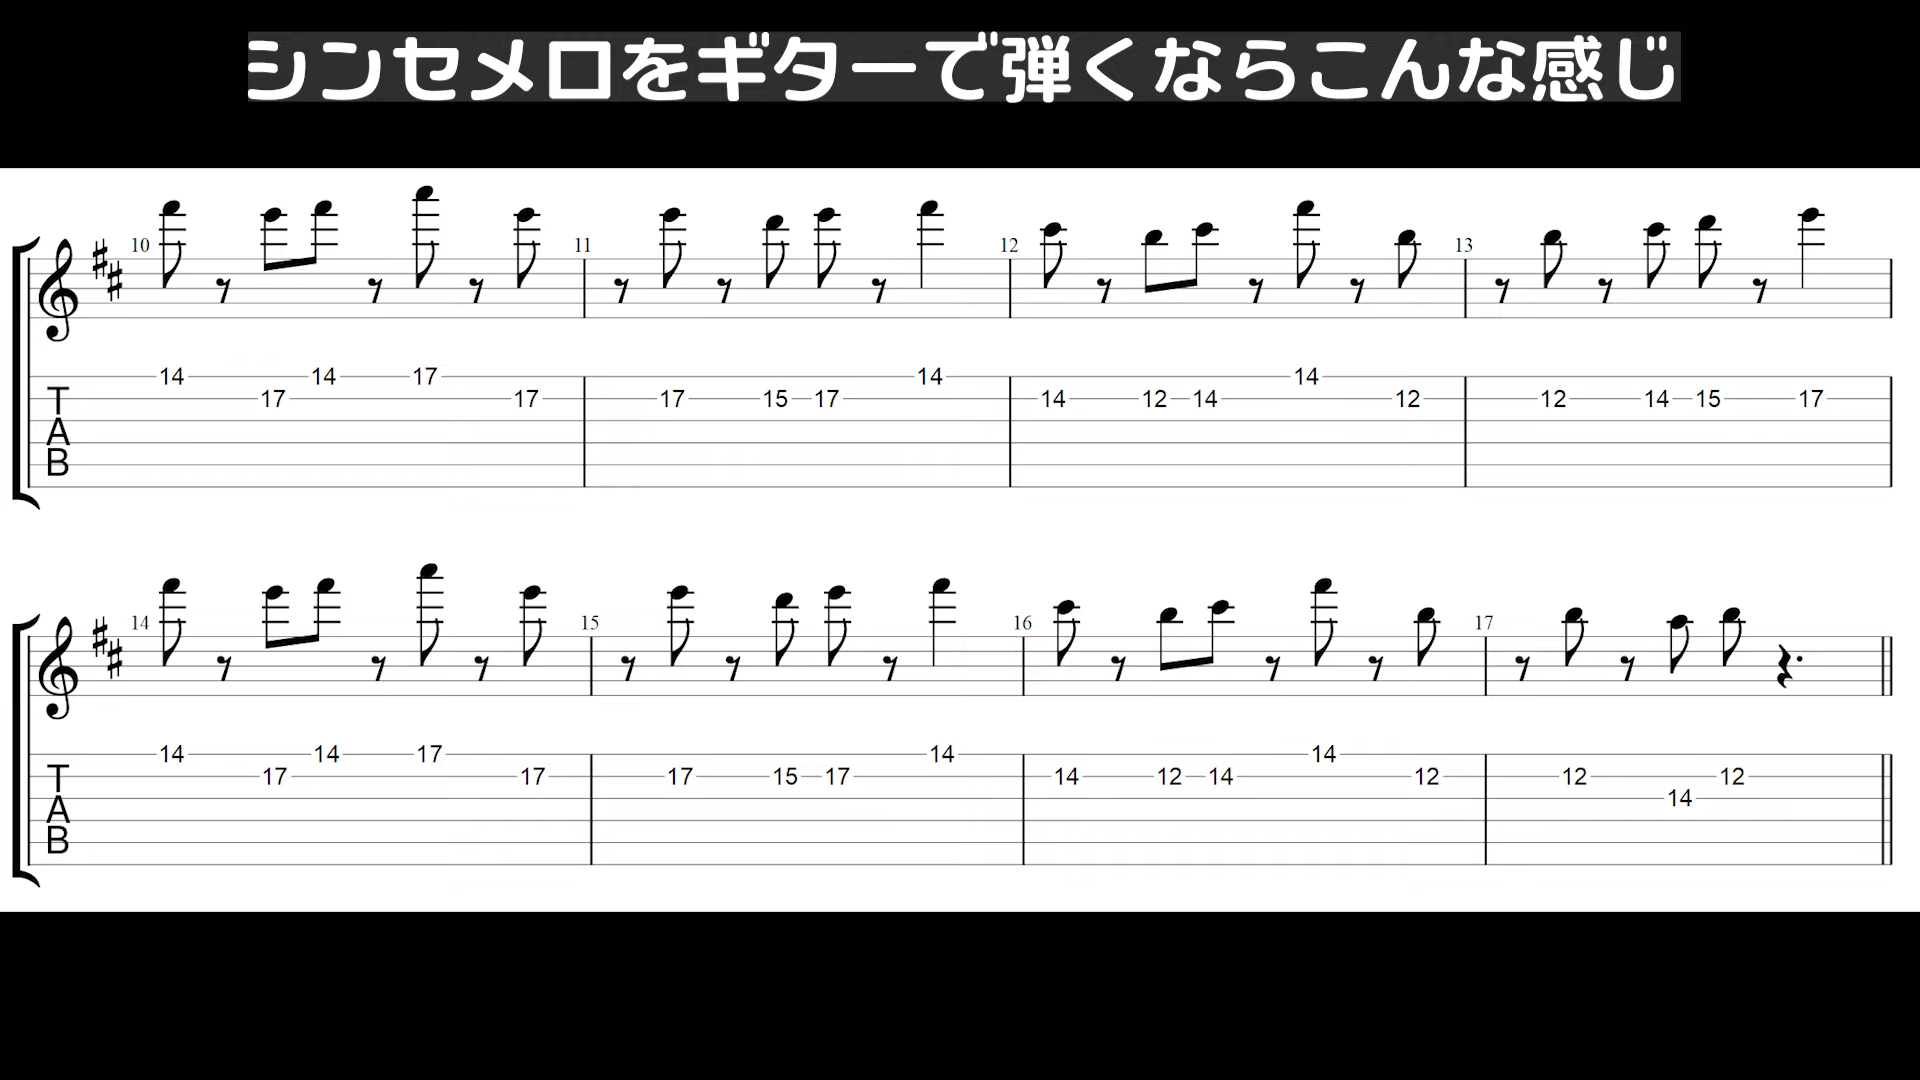 シンセメロをギターで弾くならこんな感じ
10 11 12 13
14 17 14 17 17 17 15 17 14 14 12 14 14 12 12 14 15 17
T
A
B
14 15 16 17
14 17 14 17 17 17 15 17 14 14 12 14 14 12 12 14 12
T
A
B